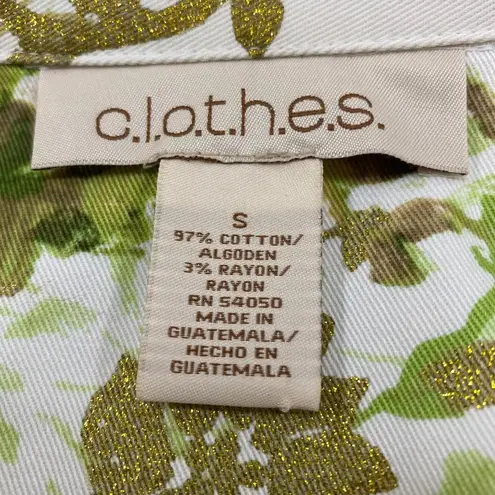 c.l.o.t.h.e.s.
S
97% COTTON/
ALGODEN
3% RAYON/
RAYON
RN 54050
MADE IN
GUATEMALA/
HECHO EN
GUATEMALA